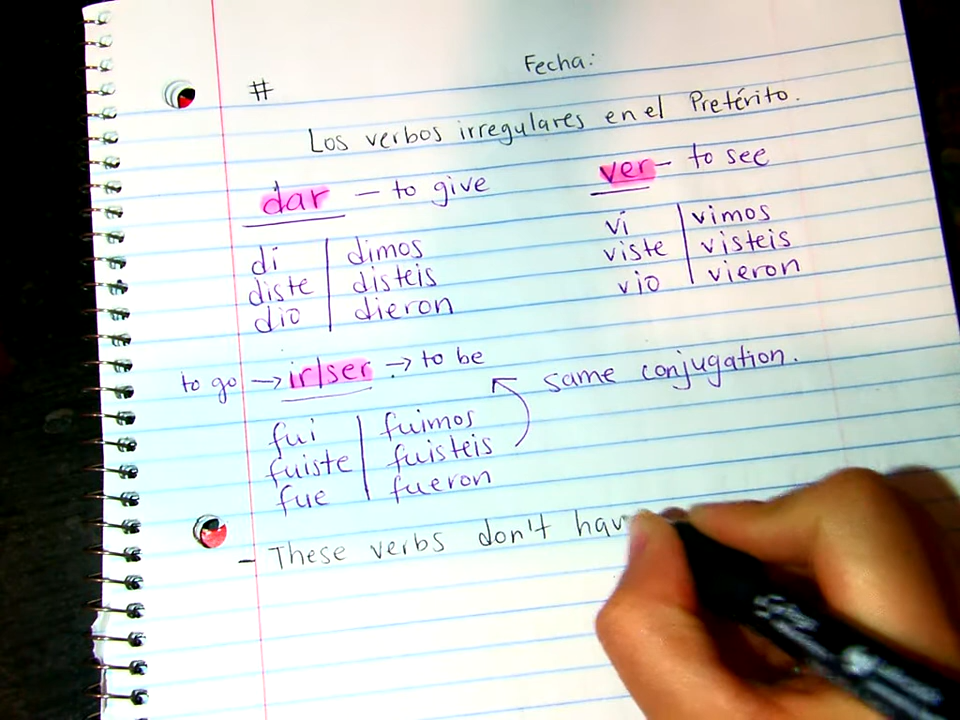 Fecha:
#
Los verbos irregulares en el Pretérito.
dar – to give
di | dimos
diste | disteis
dio | dieron
ver – to see
vi | vimos
viste | visteis
vio | vieron
to go → ir/ser → to be
fui | fuimos
fuiste | fuisteis
fue | fueron
same conjugation.
- These verbs don't hav